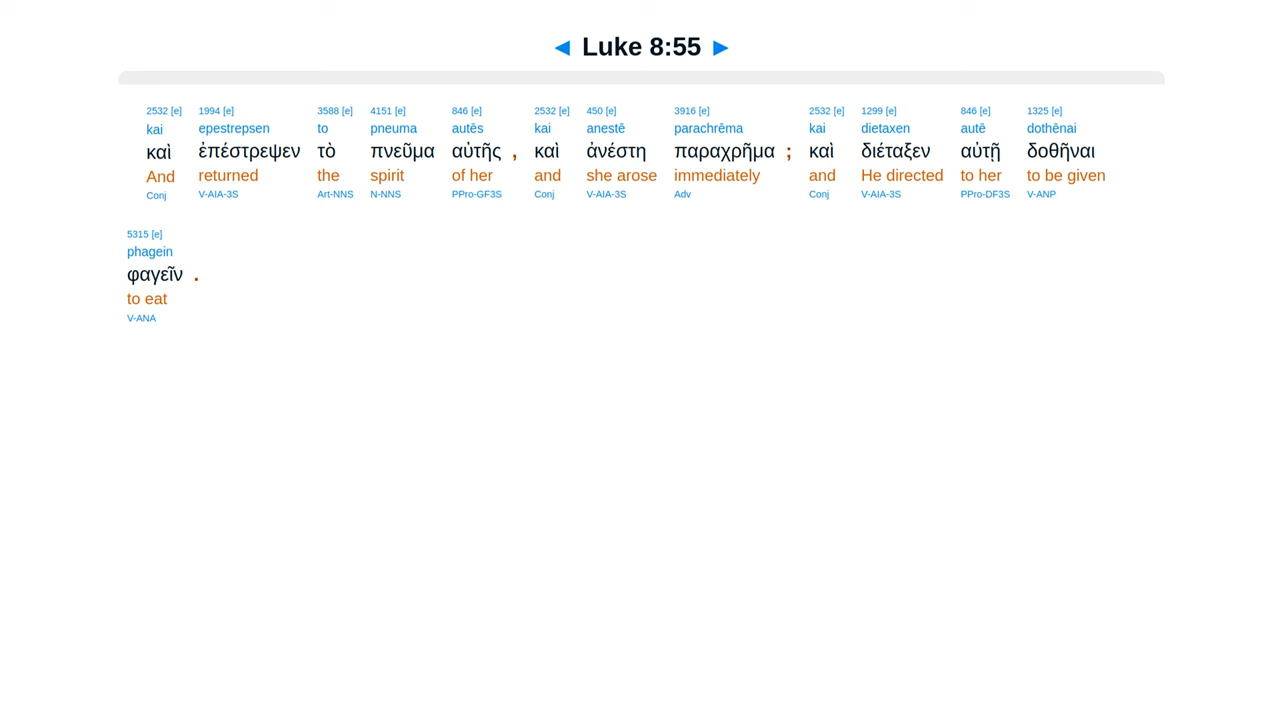 ◄ Luke 8:55 ►
2532 [e] 1994 [e] 3588 [e] 4151 [e] 846 [e] 2532 [e] 450 [e] 3916 [e] 2532 [e] 1299 [e] 846 [e] 1325 [e]
kai epestrepsen to pneuma autēs kai anestē parachrēma kai dietaxen autē dothēnai
καὶ ἐπέστρεψεν τὸ πνεῦμα αὐτῆς , καὶ ἀνέστη παραχρῆμα ; καὶ διέταξεν αὐτῇ δοθῆναι
And returned the spirit of her and she arose immediately and He directed to her to be given
Conj V-AIA-3S Art-NNS N-NNS PPro-GF3S Conj V-AIA-3S Adv Conj V-AIA-3S PPro-DF3S V-ANP
5315 [e]
phagein
φαγεῖν .
to eat
V-ANA